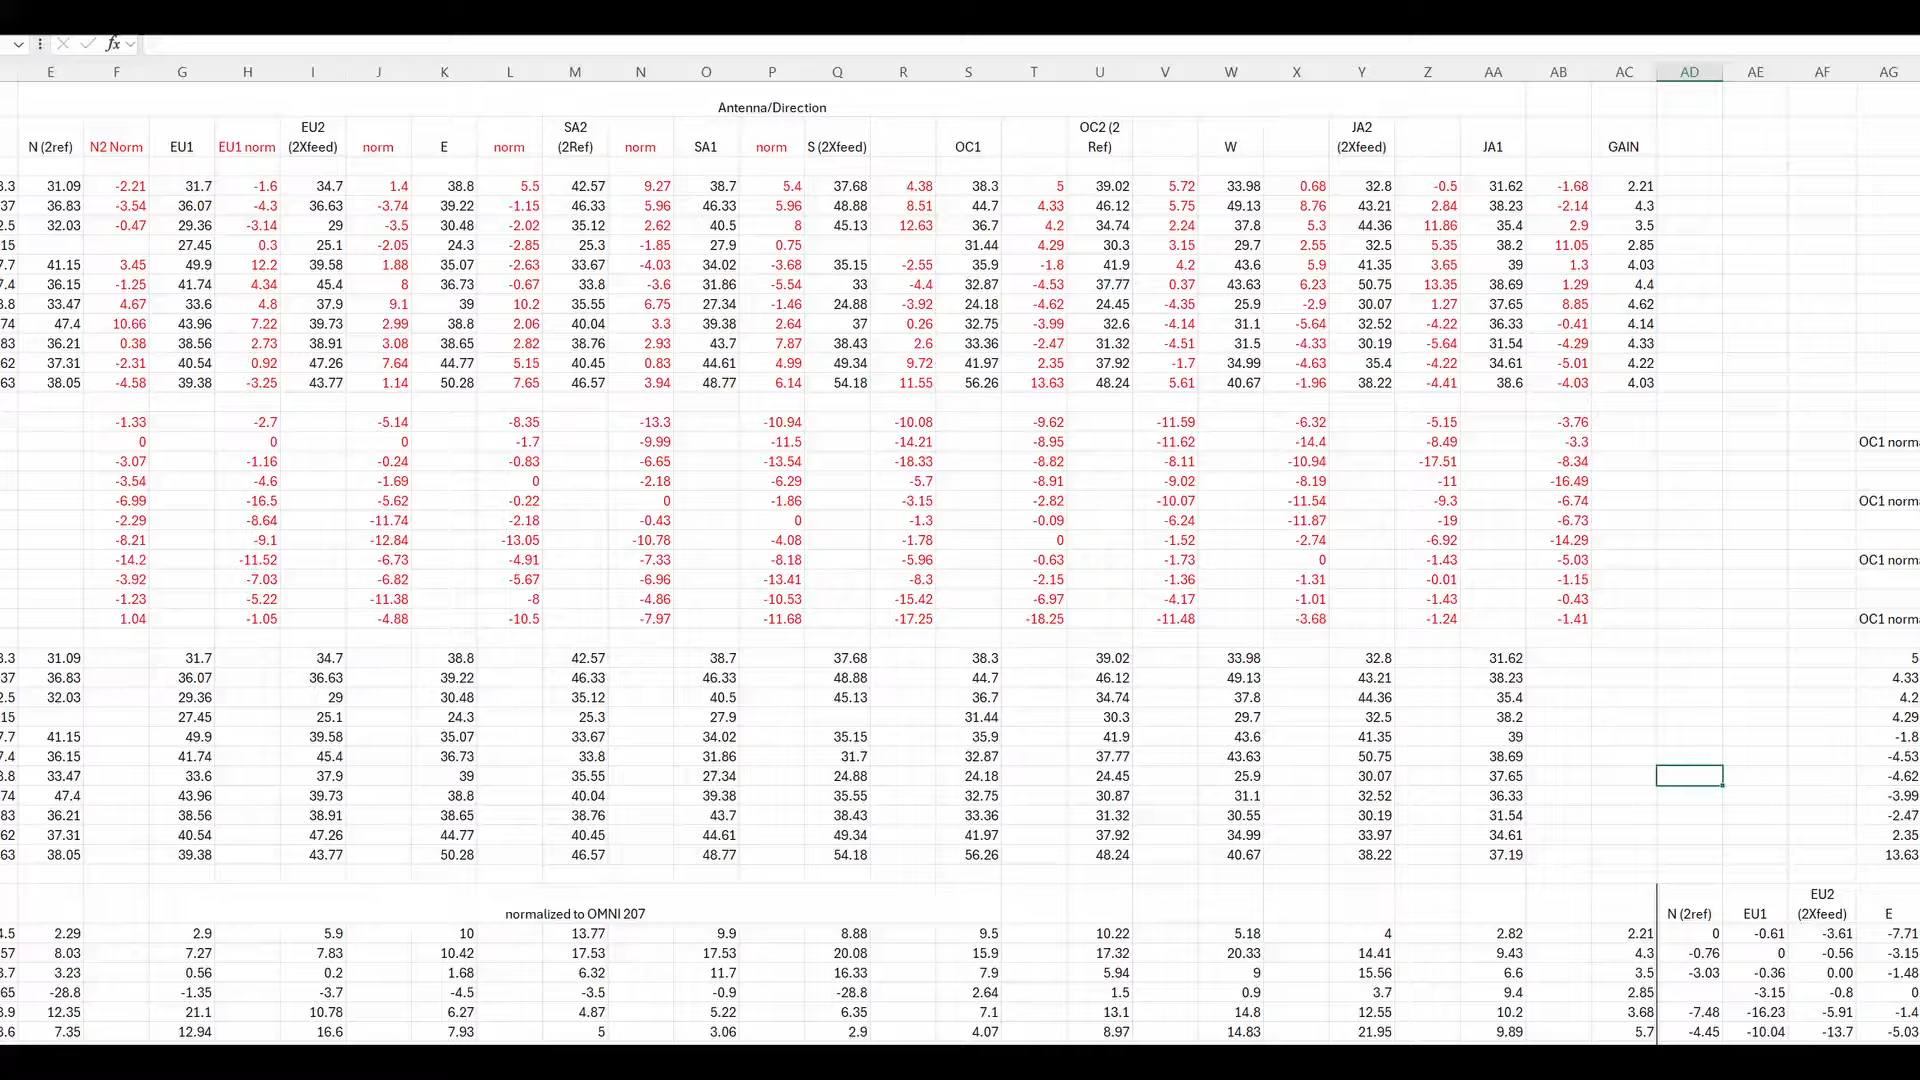 fx
E F G H I J K L M N O P Q R S T U V W X Y Z AA AB AC AD AE AF AG
Antenna/Direction
EU2 SA2 OC2 (2 JA2
N (2ref) N2 Norm EU1 EU1 norm (2Xfeed) norm E norm (2Ref) norm SA1 norm S (2Xfeed) OC1 Ref) W (2Xfeed) JA1 GAIN
3.3 31.09 -2.21 31.7 -1.6 34.7 1.4 38.8 5.5 42.57 9.27 38.7 5.4 37.68 4.38 38.3 5 39.02 5.72 33.98 0.68 32.8 -0.5 31.62 -1.68 2.21
37 36.83 -3.54 36.07 -4.3 36.63 -3.74 39.22 -1.15 46.33 5.96 46.33 5.96 48.88 8.51 44.7 4.33 46.12 5.75 49.13 8.76 43.21 2.84 38.23 -2.14 4.3
2.5 32.03 -0.47 29.36 -3.14 29 -3.5 30.48 -2.02 35.12 2.62 40.5 8 45.13 12.63 36.7 4.2 34.74 2.24 37.8 5.3 44.36 11.86 35.4 2.9 3.5
15 27.45 0.3 25.1 -2.05 24.3 -2.85 25.3 -1.85 27.9 0.75 31.44 4.29 30.3 3.15 29.7 2.55 32.5 5.35 38.2 11.05 2.85
7.7 41.15 3.45 49.9 12.2 39.58 1.88 35.07 -2.63 33.67 -4.03 34.02 -3.68 35.15 -2.55 35.9 -1.8 41.9 4.2 43.6 5.9 41.35 3.65 39 1.3 4.03
7.4 36.15 -1.25 41.74 4.34 45.4 8 36.73 -0.67 33.8 -3.6 31.86 -5.54 33 -4.4 32.87 -4.53 37.77 0.37 43.63 6.23 50.75 13.35 38.69 1.29 4.4
3.8 33.47 4.67 33.6 4.8 37.9 9.1 39 10.2 35.55 6.75 27.34 -1.46 24.88 -3.92 24.18 -4.62 24.45 -4.35 25.9 -2.9 30.07 1.27 37.65 8.85 4.62
74 47.4 10.66 43.96 7.22 39.73 2.99 38.8 2.06 40.04 3.3 39.38 2.64 37 0.26 32.75 -3.99 32.6 -4.14 31.1 -5.64 32.52 -4.22 36.33 -0.41 4.14
83 36.21 0.38 38.56 2.73 38.91 3.08 38.65 2.82 38.76 2.93 43.7 7.87 38.43 2.6 33.36 -2.47 31.32 -4.51 31.5 -4.33 30.19 -5.64 31.54 -4.29 4.33
62 37.31 -2.31 40.54 0.92 47.26 7.64 44.77 5.15 40.45 0.83 44.61 4.99 49.34 9.72 41.97 2.35 37.92 -1.7 34.99 -4.63 35.4 -4.22 34.61 -5.01 4.22
63 38.05 -4.58 39.38 -3.25 43.77 1.14 50.28 7.65 46.57 3.94 48.77 6.14 54.18 11.55 56.26 13.63 48.24 5.61 40.67 -1.96 38.22 -4.41 38.6 -4.03 4.03
-1.33 -2.7 -5.14 -8.35 -13.3 -10.94 -10.08 -9.62 -11.59 -6.32 -5.15 -3.76
0 0 0 -1.7 -9.99 -11.5 -14.21 -8.95 -11.62 -14.4 -8.49 -3.3 OC1 norm
-3.07 -1.16 -0.24 -0.83 -6.65 -13.54 -18.33 -8.82 -8.11 -10.94 -17.51 -8.34
-3.54 -4.6 -1.69 0 -2.18 -6.29 -5.7 -8.91 -9.02 -8.19 -11 -16.49
-6.99 -16.5 -5.62 -0.22 0 -1.86 -3.15 -2.82 -10.07 -11.54 -9.3 -6.74 OC1 norm
-2.29 -8.64 -11.74 -2.18 -0.43 0 -1.3 -0.09 -6.24 -11.87 -19 -6.73
-8.21 -9.1 -12.84 -13.05 -10.78 -4.08 -1.78 0 -1.52 -2.74 -6.92 -14.29
-14.2 -11.52 -6.73 -4.91 -7.33 -8.18 -5.96 -0.63 -1.73 0 -1.43 -5.03 OC1 norm
-3.92 -7.03 -6.82 -5.67 -6.96 -13.41 -8.3 -2.15 -1.36 -1.31 -0.01 -1.15
-1.23 -5.22 -11.38 -8 -4.86 -10.53 -15.42 -6.97 -4.17 -1.01 -1.43 -0.43
1.04 -1.05 -4.88 -10.5 -7.97 -11.68 -17.25 -18.25 -11.48 -3.68 -1.24 -1.41 OC1 norm
3.3 31.09 31.7 34.7 38.8 42.57 38.7 37.68 38.3 39.02 33.98 32.8 31.62 5
37 36.83 36.07 36.63 39.22 46.33 46.33 48.88 44.7 46.12 49.13 43.21 38.23 4.33
2.5 32.03 29.36 29 30.48 35.12 40.5 45.13 36.7 34.74 37.8 44.36 35.4 4.2
15 27.45 25.1 24.3 25.3 27.9 31.44 30.3 29.7 32.5 38.2 4.29
7.7 41.15 49.9 39.58 35.07 33.67 34.02 35.15 35.9 41.9 43.6 41.35 39 -1.8
7.4 36.15 41.74 45.4 36.73 33.8 31.86 31.7 32.87 37.77 43.63 50.75 38.69 -4.53
3.8 33.47 33.6 37.9 39 35.55 27.34 24.88 24.18 24.45 25.9 30.07 37.65 -4.62
74 47.4 43.96 39.73 38.8 40.04 39.38 35.55 32.75 30.87 31.1 32.52 36.33 -3.99
83 36.21 38.56 38.91 38.65 38.76 43.7 38.43 33.36 31.32 30.55 30.19 31.54 -2.47
62 37.31 40.54 47.26 44.77 40.45 44.61 49.34 41.97 37.92 34.99 33.97 34.61 2.35
63 38.05 39.38 43.77 50.28 46.57 48.77 54.18 56.26 48.24 40.67 38.22 37.19 13.63
EU2
normalized to OMNI 207 N (2ref) EU1 (2Xfeed) E
4.5 2.29 2.9 5.9 10 13.77 9.9 8.88 9.5 10.22 5.18 4 2.82 2.21 0 -0.61 -3.61 -7.71
57 8.03 7.27 7.83 10.42 17.53 17.53 20.08 15.9 17.32 20.33 14.41 9.43 4.3 -0.76 0 -0.56 -3.15
3.7 3.23 0.56 0.2 1.68 6.32 11.7 16.33 7.9 5.94 9 15.56 6.6 3.5 -3.03 -0.36 0.00 -1.48
65 -28.8 -1.35 -3.7 -4.5 -3.5 -0.9 -28.8 2.64 1.5 0.9 3.7 9.4 2.85 -3.15 -0.8 0
3.9 12.35 21.1 10.78 6.27 4.87 5.22 6.35 7.1 13.1 14.8 12.55 10.2 3.68 -7.48 -16.23 -5.91 -1.4
3.6 7.35 12.94 16.6 7.93 5 3.06 2.9 4.07 8.97 14.83 21.95 9.89 5.7 -4.45 -10.04 -13.7 -5.03